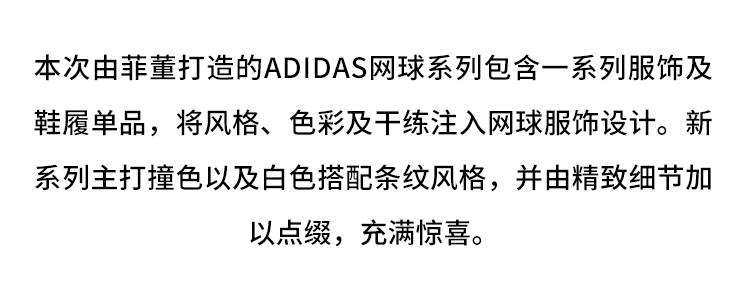 本次由菲董打造的ADIDAS网球系列包含一系列服饰及
鞋履单品，将风格、色彩及干练注入网球服饰设计。新
系列主打撞色以及白色搭配条纹风格，并由精致细节加
以点缀，充满惊喜。